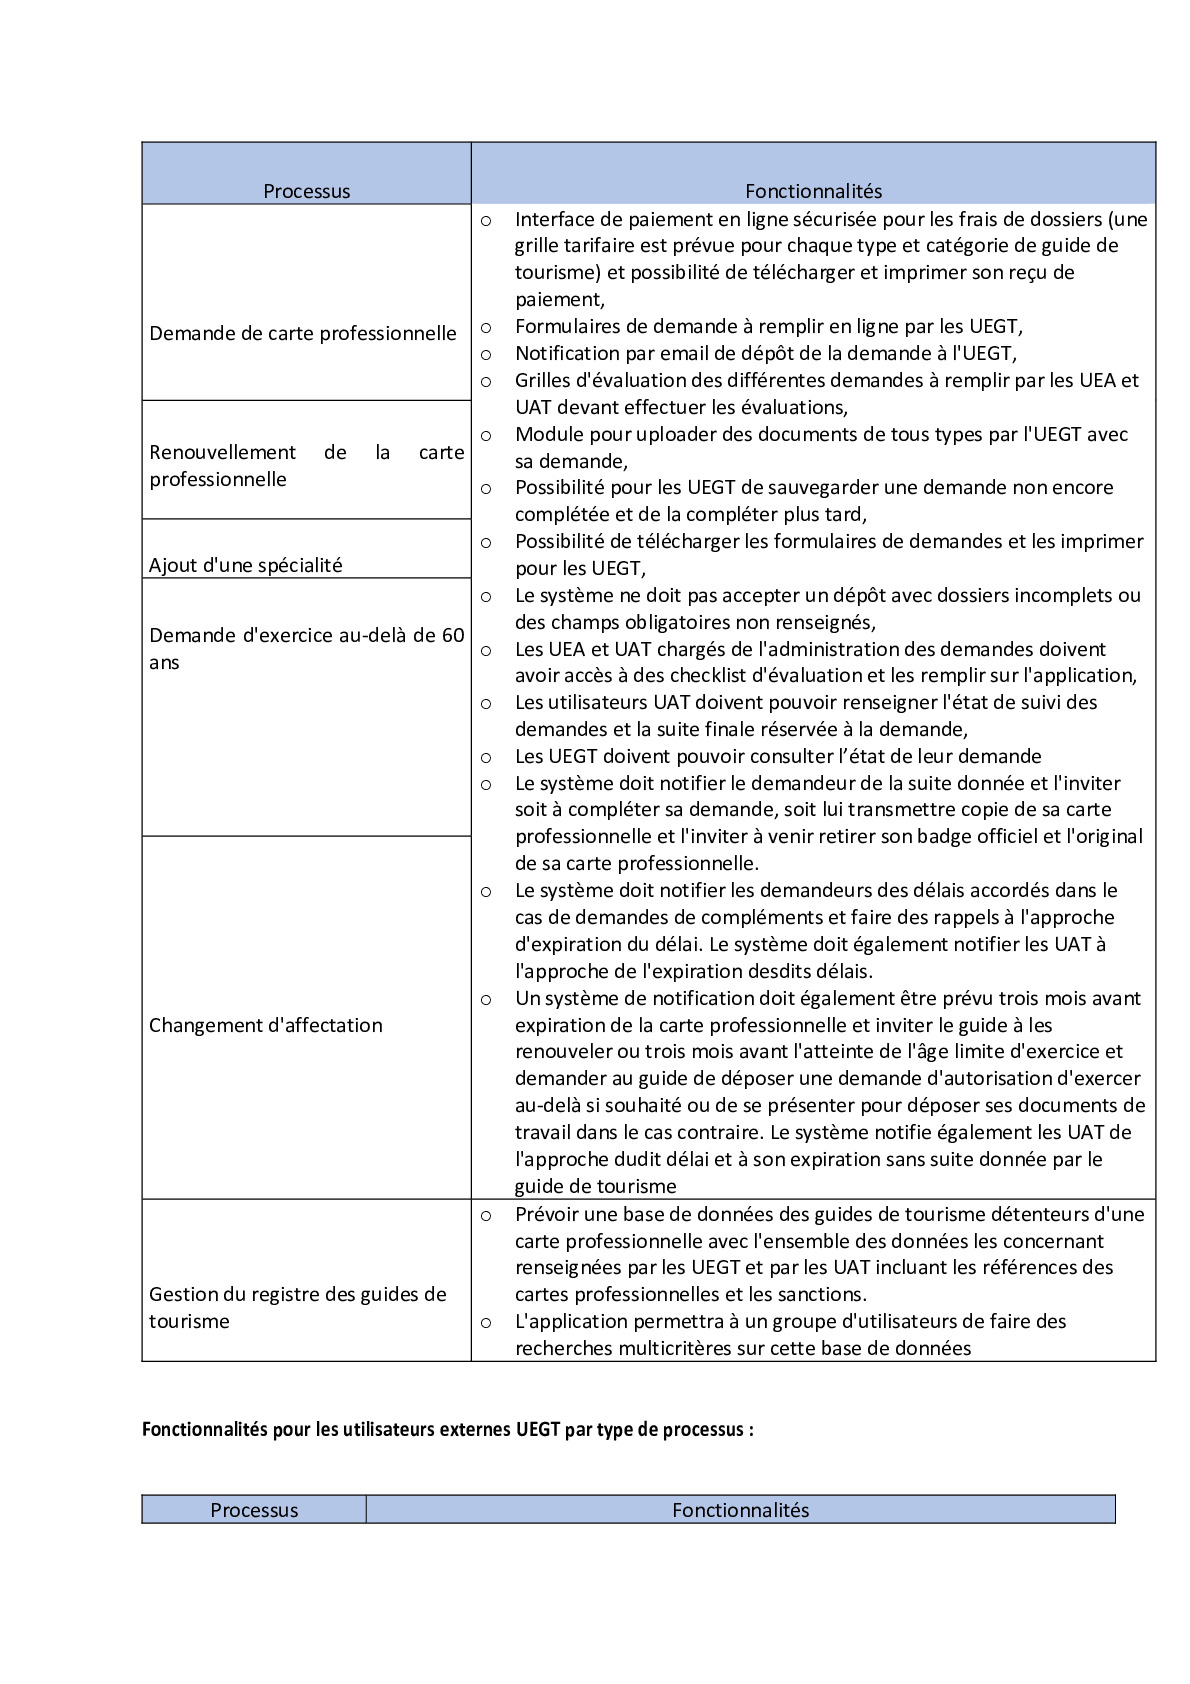 Processus
Fonctionnalités
Demande de carte professionnelle
Renouvellement de la carte
professionnelle
Ajout d'une spécialité
Demande d'exercice au-delà de 60
ans
Changement d'affectation
o Interface de paiement en ligne sécurisée pour les frais de dossiers (une
grille tarifaire est prévue pour chaque type et catégorie de guide de
tourisme) et possibilité de télécharger et imprimer son reçu de
paiement,
o Formulaires de demande à remplir en ligne par les UEGT,
o Notification par email de dépôt de la demande à l'UEGT,
o Grilles d'évaluation des différentes demandes à remplir par les UEA et
UAT devant effectuer les évaluations,
o Module pour uploader des documents de tous types par l'UEGT avec
sa demande,
o Possibilité pour les UEGT de sauvegarder une demande non encore
complétée et de la compléter plus tard,
o Possibilité de télécharger les formulaires de demandes et les imprimer
pour les UEGT,
o Le système ne doit pas accepter un dépôt avec dossiers incomplets ou
des champs obligatoires non renseignés,
o Les UEA et UAT chargés de l'administration des demandes doivent
avoir accès à des checklist d'évaluation et les remplir sur l'application,
o Les utilisateurs UAT doivent pouvoir renseigner l'état de suivi des
demandes et la suite finale réservée à la demande,
o Les UEGT doivent pouvoir consulter l’état de leur demande
o Le système doit notifier le demandeur de la suite donnée et l'inviter
soit à compléter sa demande, soit lui transmettre copie de sa carte
professionnelle et l'inviter à venir retirer son badge officiel et l'original
de sa carte professionnelle.
o Le système doit notifier les demandeurs des délais accordés dans le
cas de demandes de compléments et faire des rappels à l'approche
d'expiration du délai. Le système doit également notifier les UAT à
l'approche de l'expiration desdits délais.
o Un système de notification doit également être prévu trois mois avant
expiration de la carte professionnelle et inviter le guide à les
renouveler ou trois mois avant l'atteinte de l'âge limite d'exercice et
demander au guide de déposer une demande d'autorisation d'exercer
au-delà si souhaité ou de se présenter pour déposer ses documents de
travail dans le cas contraire. Le système notifie également les UAT de
l'approche dudit délai et à son expiration sans suite donnée par le
guide de tourisme
Gestion du registre des guides de
tourisme
o Prévoir une base de données des guides de tourisme détenteurs d'une
carte professionnelle avec l'ensemble des données les concernant
renseignées par les UEGT et par les UAT incluant les références des
cartes professionnelles et les sanctions.
o L'application permettra à un groupe d'utilisateurs de faire des
recherches multicritères sur cette base de données
Fonctionnalités pour les utilisateurs externes UEGT par type de processus :
Processus
Fonctionnalités